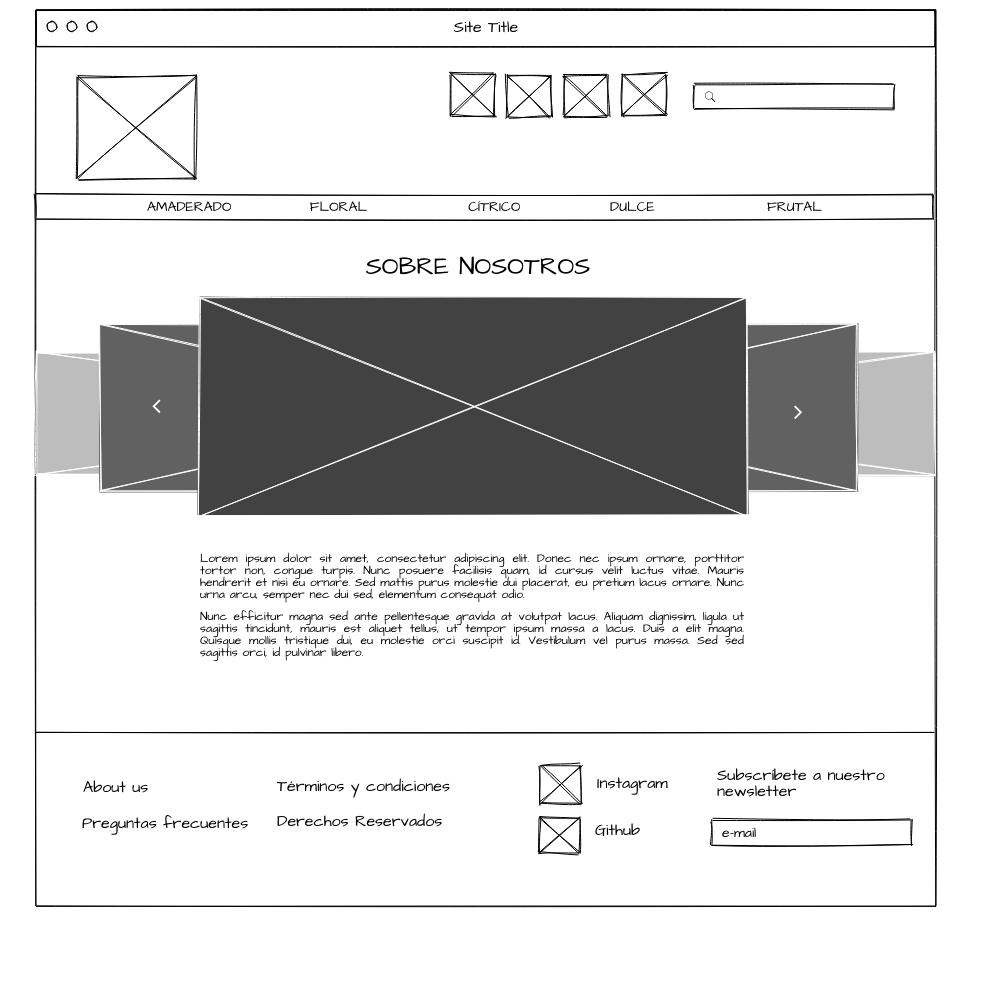 Site Title
AMADERADO FLORAL CÍTRICO DULCE FRUTAL
SOBRE NOSOTROS
Lorem ipsum dolor sit amet, consectetur adipiscing elit. Donec nec ipsum ornare, porttitor
tortor non, congue turpis. Nunc posuere facilisis quam, id cursus velit luctus vitae. Mauris
hendrerit et nisi eu ornare. Sed mattis purus molestie dui placerat, eu pretium lacus ornare. Nunc
urna arcu, semper nec dui sed, elementum consequat odio.
Nunc efficitur magna sed ante pellentesque gravida at volutpat lacus. Aliquam dignissim, ligula ut
sagittis tincidunt, mauris est aliquet tellus, ut tempor ipsum massa a lacus. Duis a elit magna.
Quisque mollis tristique dui, eu molestie orci suscipit id. Vestibulum vel purus massa. Sed sed
sagittis orci, id pulvinar libero.
About us
Preguntas frecuentes
Términos y condiciones
Derechos Reservados
Instagram
Github
Subscribete a nuestro
newsletter
e-mail